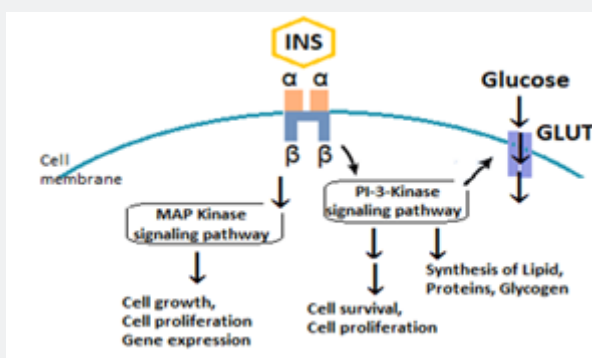 INS
α α
Glucose
GLUT
β β
Cell
membrane
MAP Kinase
signaling pathway
PI-3-Kinase
signaling pathway
Synthesis of Lipid,
Proteins, Glycogen
Cell growth,
Cell proliferation
Gene expression
Cell survival,
Cell proliferation